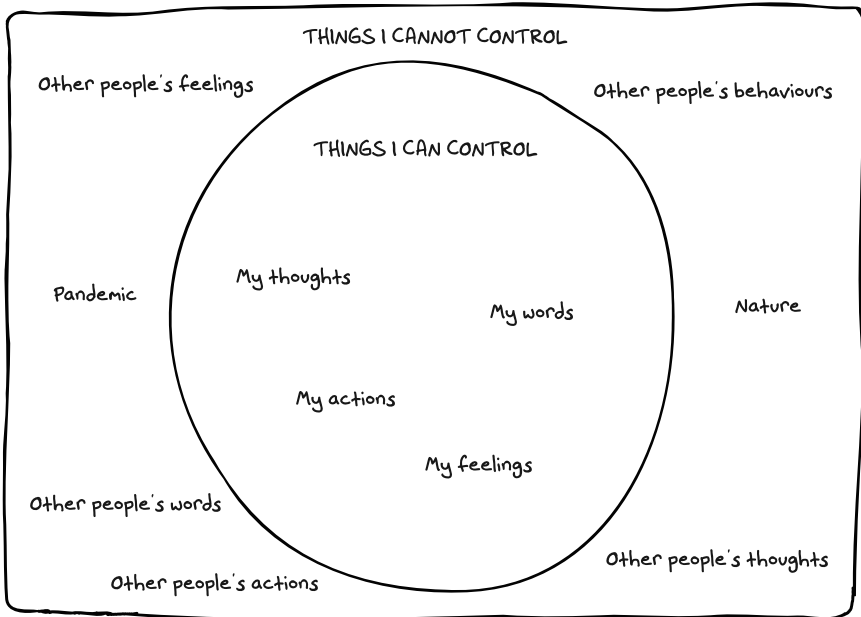 THINGS I CANNOT CONTROL
Other people's feelings
Other people's behaviours
THINGS I CAN CONTROL
My thoughts
Pandemic
My words
Nature
My actions
My feelings
Other people's words
Other people's thoughts
Other people's actions